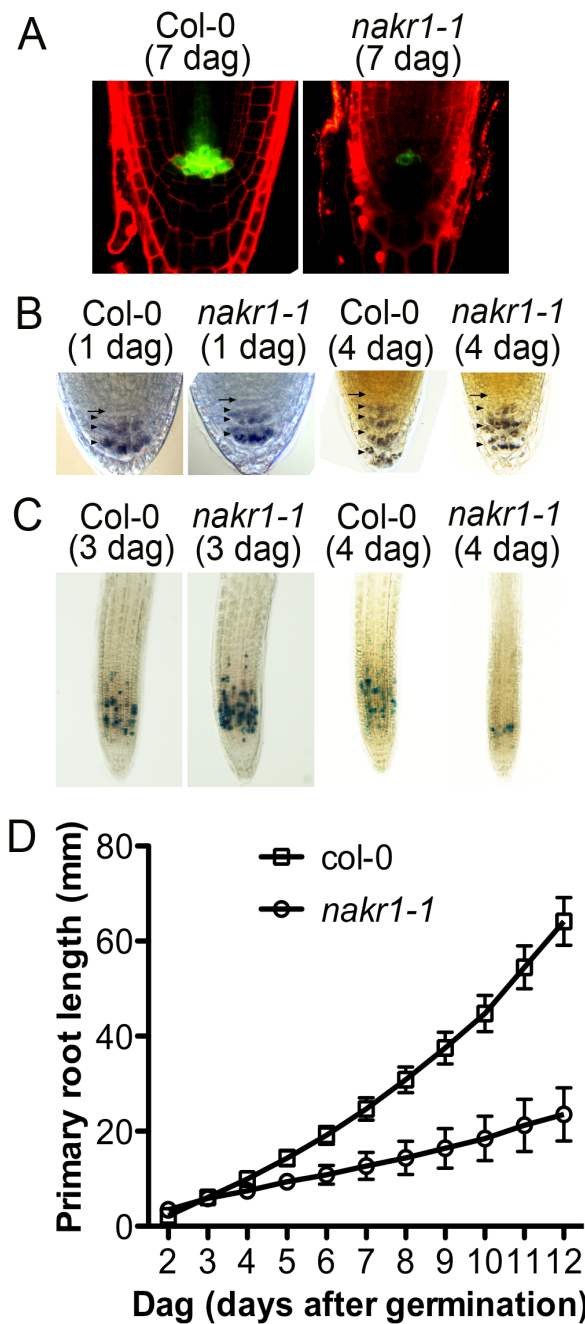 A
Col-0 nakr1-1
(7 dag) (7 dag)
B
Col-0 nakr1-1 Col-0 nakr1-1
(1 dag) (1 dag) (4 dag) (4 dag)
C
Col-0 nakr1-1 Col-0 nakr1-1
(3 dag) (3 dag) (4 dag) (4 dag)
D
Primary root length (mm)
80
60
40
20
0
col-0
nakr1-1
2 3 4 5 6 7 8 9 10 11 12
Dag (days after germination)